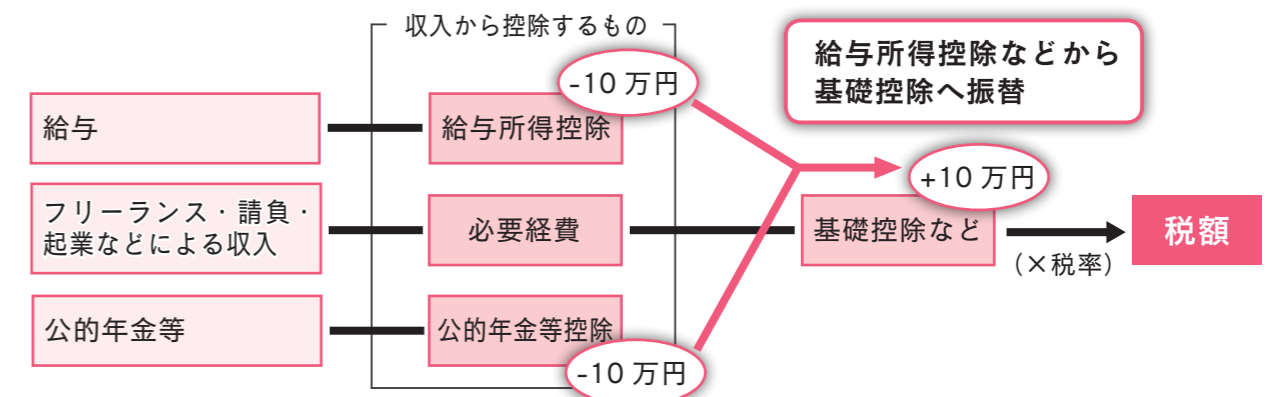 収入から控除するもの
-10 万円
給与所得控除などから
基礎控除へ振替
給与
給与所得控除
+10 万円
フリーランス・請負・
起業などによる収入
必要経費
基礎控除など
(×税率)
税額
公的年金等
公的年金等控除
-10 万円